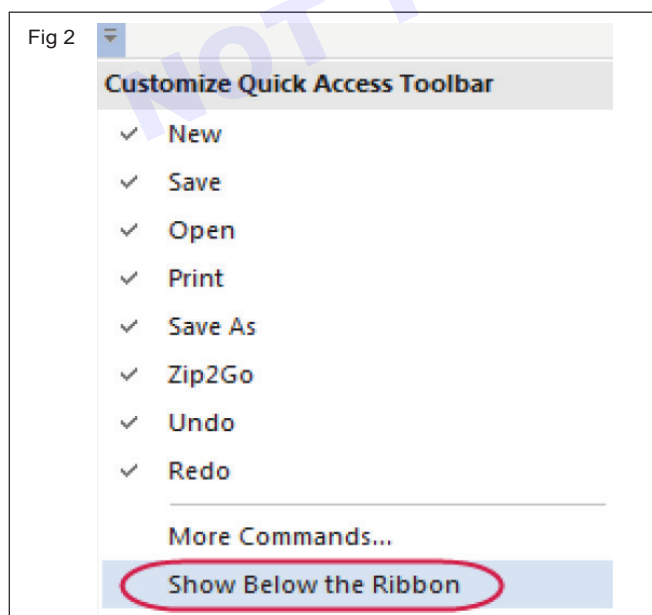 Fig 2
Customize Quick Access Toolbar
New
Save
Open
Print
Save As
Zip2Go
Undo
Redo
More Commands...
Show Below the Ribbon
NOT